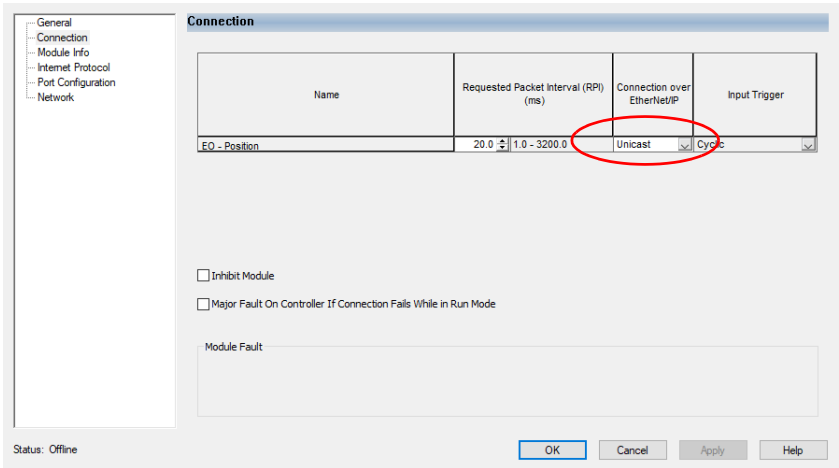 General
Connection
Module Info
Internet Protocol
Port Configuration
Network
Connection
Name
Requested Packet Interval (RPI)
(ms)
Connection over
EtherNet/IP
Input Trigger
EO - Position
20.0
1.0 - 3200.0
Unicast
Cyclic
Inhibit Module
Major Fault On Controller If Connection Fails While in Run Mode
Module Fault
Status: Offline
OK
Cancel
Apply
Help